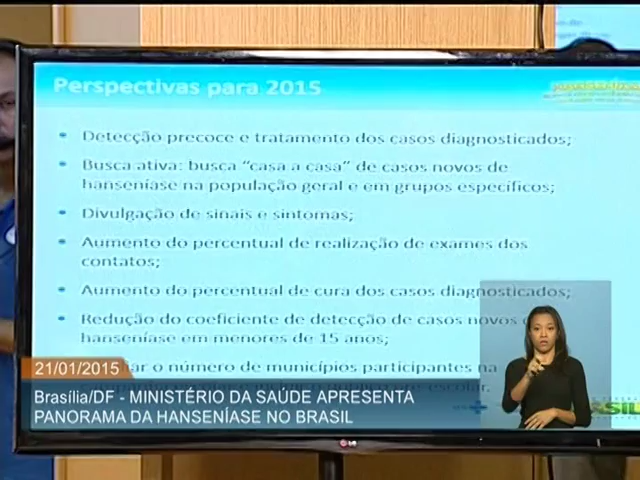 Perspectivas para 2015
• Detecção precoce e tratamento dos casos diagnosticados;
• Busca ativa: busca “casa a casa” de casos novos de
hanseníase na população geral e em grupos específicos;
• Divulgação de sinais e sintomas;
• Aumento do percentual de realização de exames dos
contatos;
• Aumento do percentual de cura dos casos diagnosticados;
• Redução do coeficiente de detecção de casos novos
hanseníase em menores de 15 anos;
o número de municípios participantes na
escolar.
21/01/2015
Brasília/DF - MINISTÉRIO DA SAÚDE APRESENTA
PANORAMA DA HANSENÍASE NO BRASIL
LG